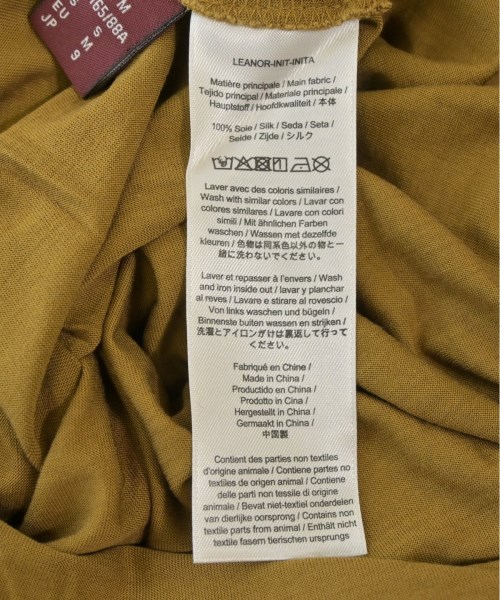 M
165/88A
S
EU M
JP 9
LEANOR-INIT-INITA
Matière principale / Main fabric /
Tejido principal / Materiale principale /
Hauptstoff / Hoofdkwaliteit / 本体
100% Soie / Silk / Seda / Seta /
Seide / Zijde / シルク
Laver avec des coloris similaires /
Wash with similar colors / Lavar con
colores similares / Lavare con colori
simili / Mit ähnlichen Farben
waschen / Wassen met dezelfde
kleuren / 色物は同系色以外の物と一
緒に洗わないでください。
Laver et repasser à l'envers / Wash
and iron inside out / lavar y planchar
al reves / Lavare e stirare al rovescio /
Von links waschen und bügeln /
Binnenste buiten wassen en strijken /
洗濯とアイロンがけは裏返して行って
ください。
Fabriqué en Chine /
Made in China /
Productido en China /
Prodotto in Cina /
Hergestellt in China /
Germaakt in China /
中国製
Contient des parties non textiles
d'origine animale / Contiene partes
no textiles de origen animal / Contiene
delle parti non tessile di origine
animale / Bevat niet-textiel onderdelen
van dierlijke oorsprong / Contains non
textile parts from animal / Enthält nicht
textile fasern tierischen ursprungs